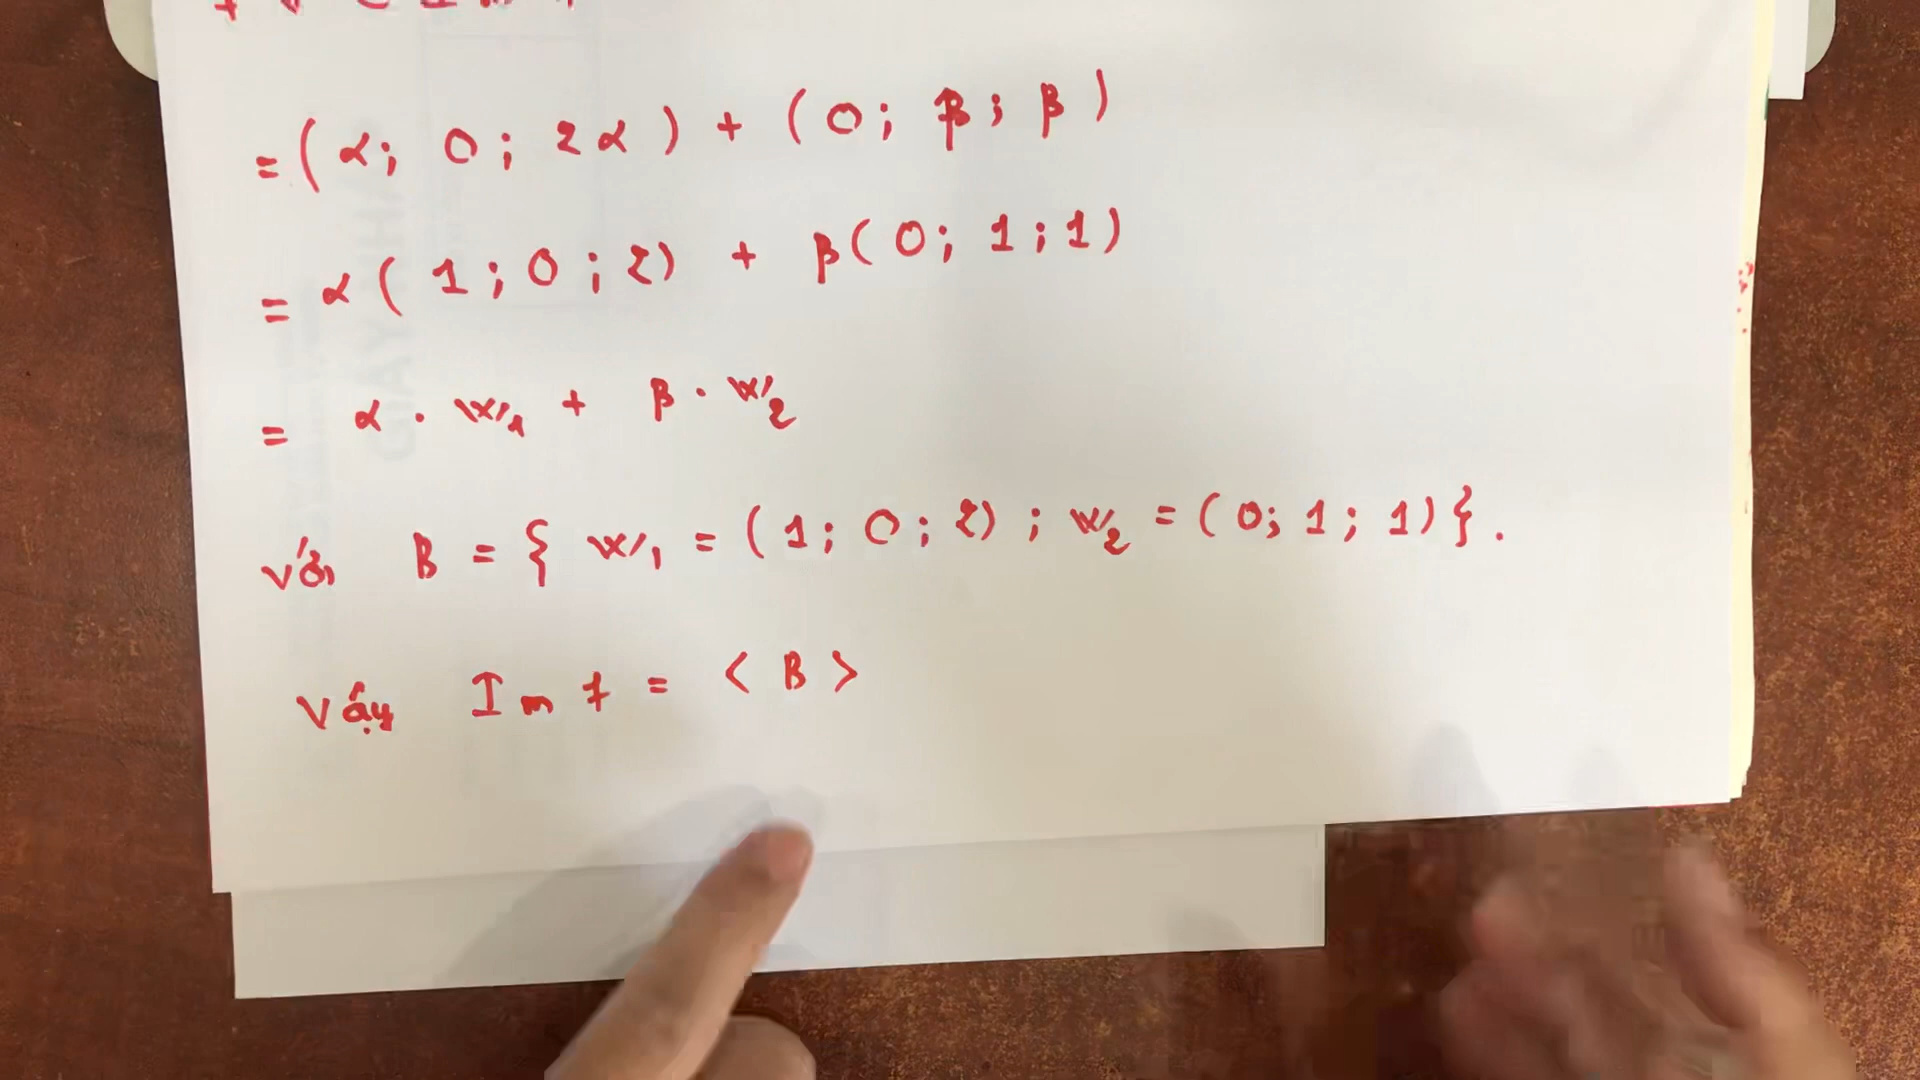 = ( α; 0; 2α ) + ( 0; β; β )
= α ( 1; 0; 2) + β ( 0; 1; 1)
= α . w₁ + β . w₂
với B = { w₁ = ( 1; 0; 2) ; w₂ = ( 0; 1; 1) }.
Vậy Im f = < B >